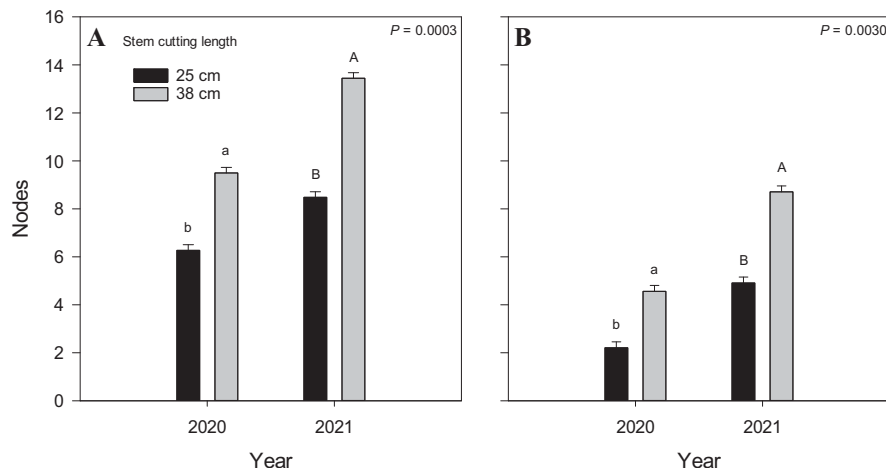 A
Stem cutting length
P = 0.0003
25 cm
38 cm
B
P = 0.0030
16
14
12
10
8
6
4
2
0
Nodes
b
a
B
A
b
a
B
A
2020
2021
2020
2021
Year
Year